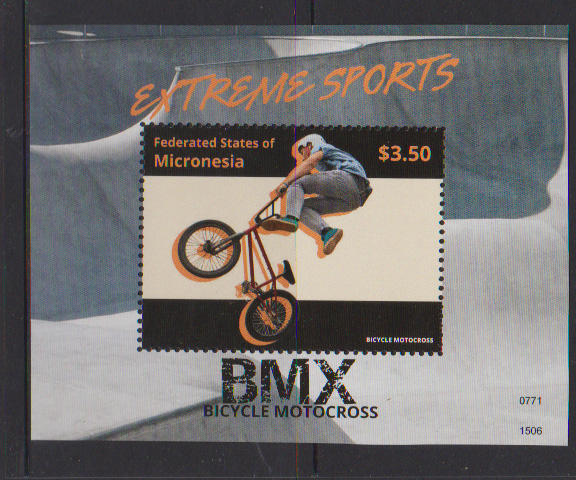 EXTREME SPORTS
Federated States of
Micronesia
$3.50
BICYCLE MOTOCROSS
BMX
BICYCLE MOTOCROSS
0771
1506